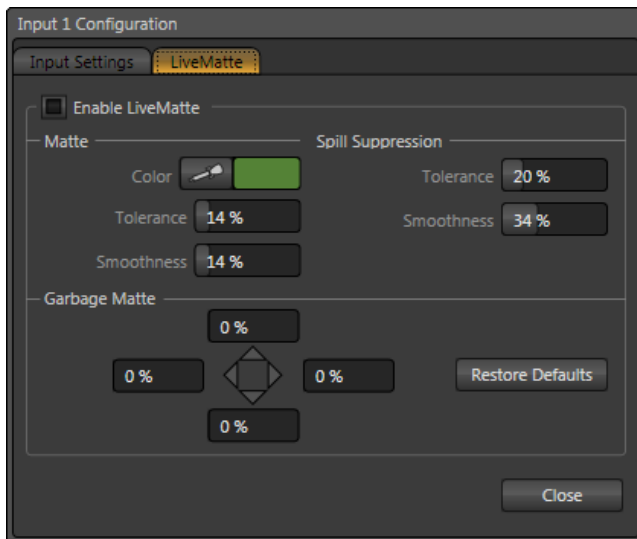 Input 1 Configuration
Input Settings LiveMatte
Enable LiveMatte
Matte Spill Suppression
Color Tolerance 20 %
Tolerance 14 % Smoothness 34 %
Smoothness 14 %
Garbage Matte
0 %
0 % 0 % Restore Defaults
0 %
Close